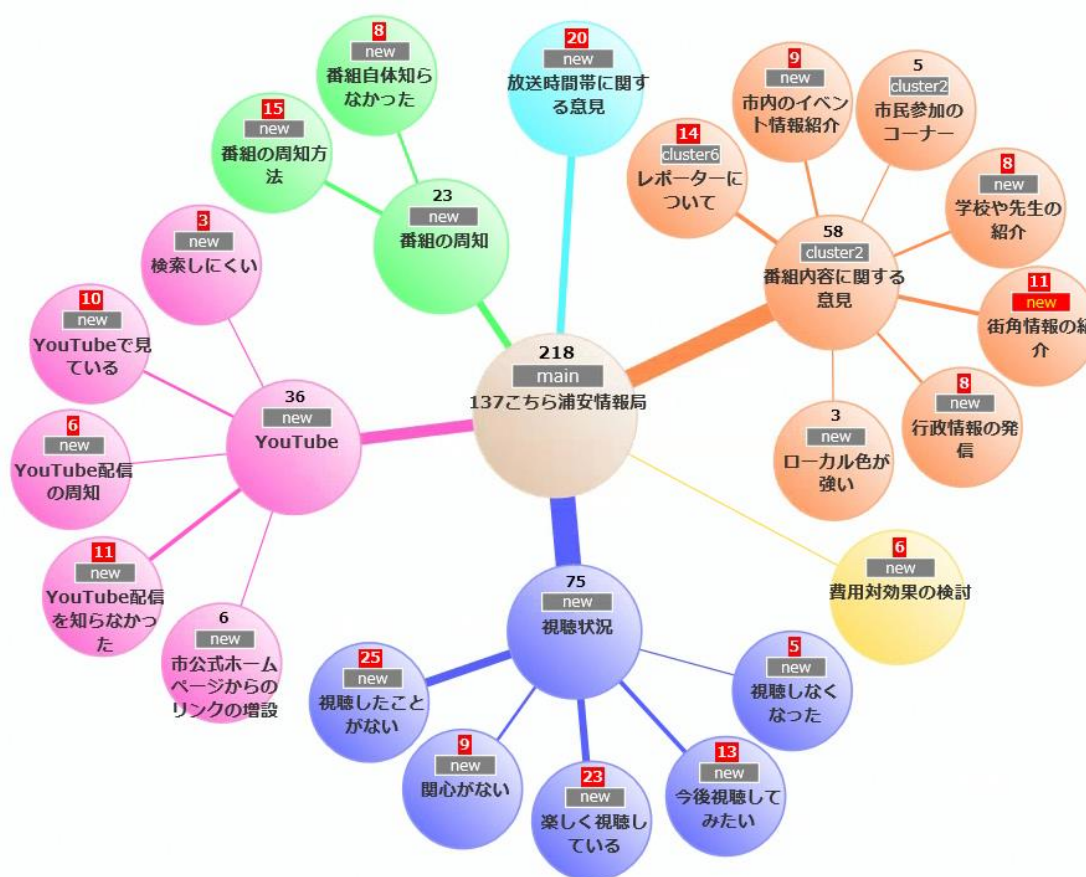 8
new
番組自体知ら
なかった
15
new
番組の周知方
法
23
new
番組の周知
20
new
放送時間帯に関
する意見
9
new
市内のイベン
ト情報紹介
5
cluster2
市民参加の
コーナー
14
cluster6
レポーターに
ついて
8
new
学校や先生の
紹介
58
cluster2
番組内容に関する
意見
11
new
街角情報の紹
介
8
new
行政情報の発
信
3
new
ローカル色が
強い
218
main
137こちら浦安情報局
3
new
検索しにくい
10
new
YouTubeで見
ている
36
new
YouTube
6
new
YouTube配信
の周知
11
new
YouTube配信
を知らなかっ
た
6
new
市公式ホーム
ページからの
リンクの増設
6
new
費用対効果の検討
75
new
視聴状況
25
new
視聴したこと
がない
9
new
関心がない
23
new
楽しく視聴し
ている
13
new
今後視聴して
みたい
5
new
視聴しなく
なった